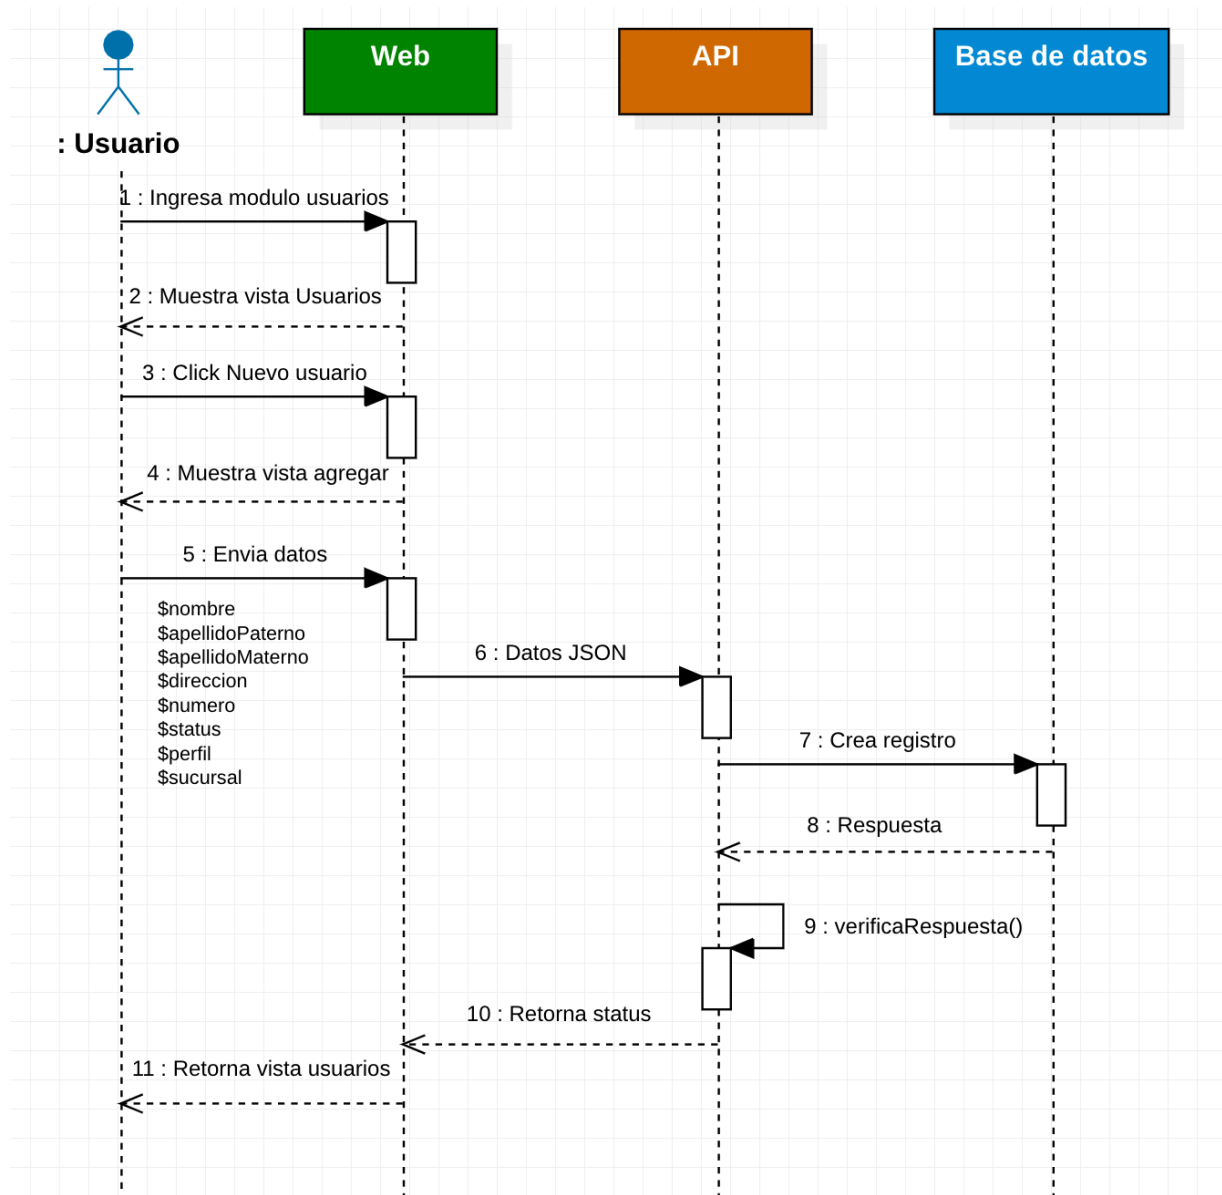 Web
API
Base de datos
: Usuario
1 : Ingresa modulo usuarios
2 : Muestra vista Usuarios
3 : Click Nuevo usuario
4 : Muestra vista agregar
5 : Envia datos
$nombre
$apellidoPaterno
$apellidoMaterno
$direccion
$numero
$status
$perfil
$sucursal
6 : Datos JSON
7 : Crea registro
8 : Respuesta
9 : verificaRespuesta()
10 : Retorna status
11 : Retorna vista usuarios